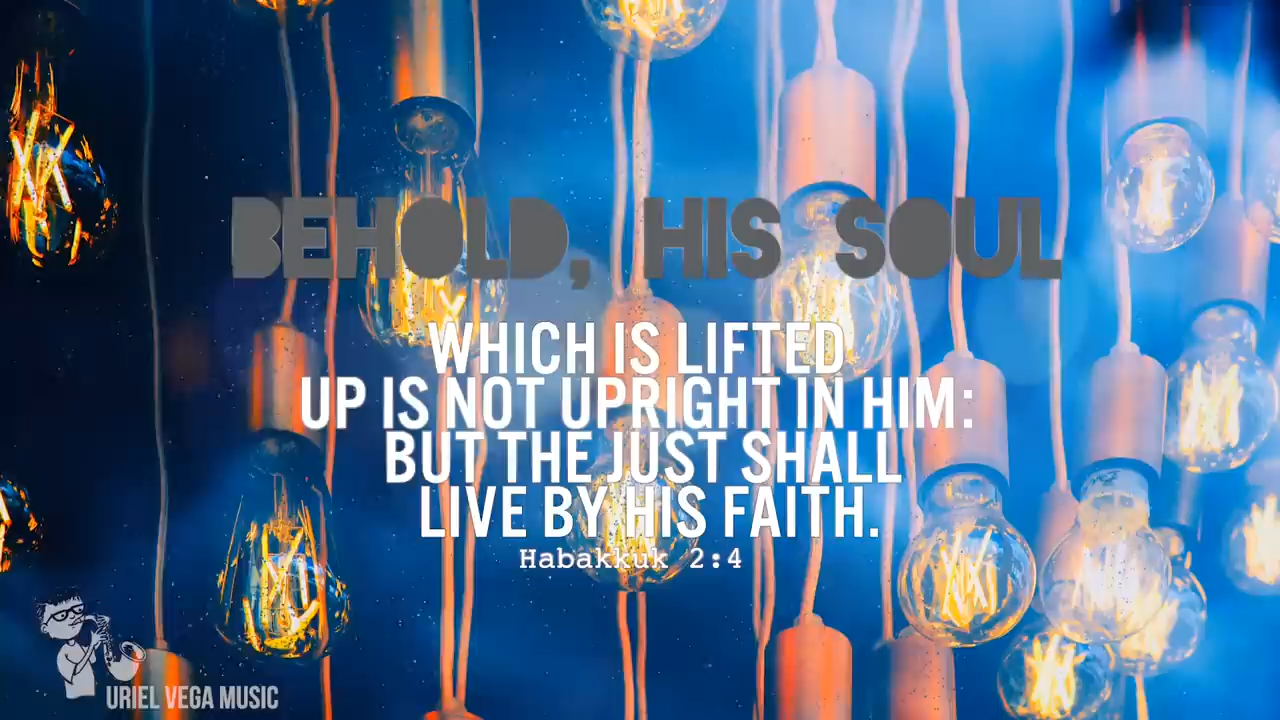 BEHOLD, HIS SOUL
WHICH IS LIFTED
UP IS NOT UPRIGHT IN HIM:
BUT THE JUST SHALL
LIVE BY HIS FAITH.
Habakkuk 2:4
URIEL VEGA MUSIC